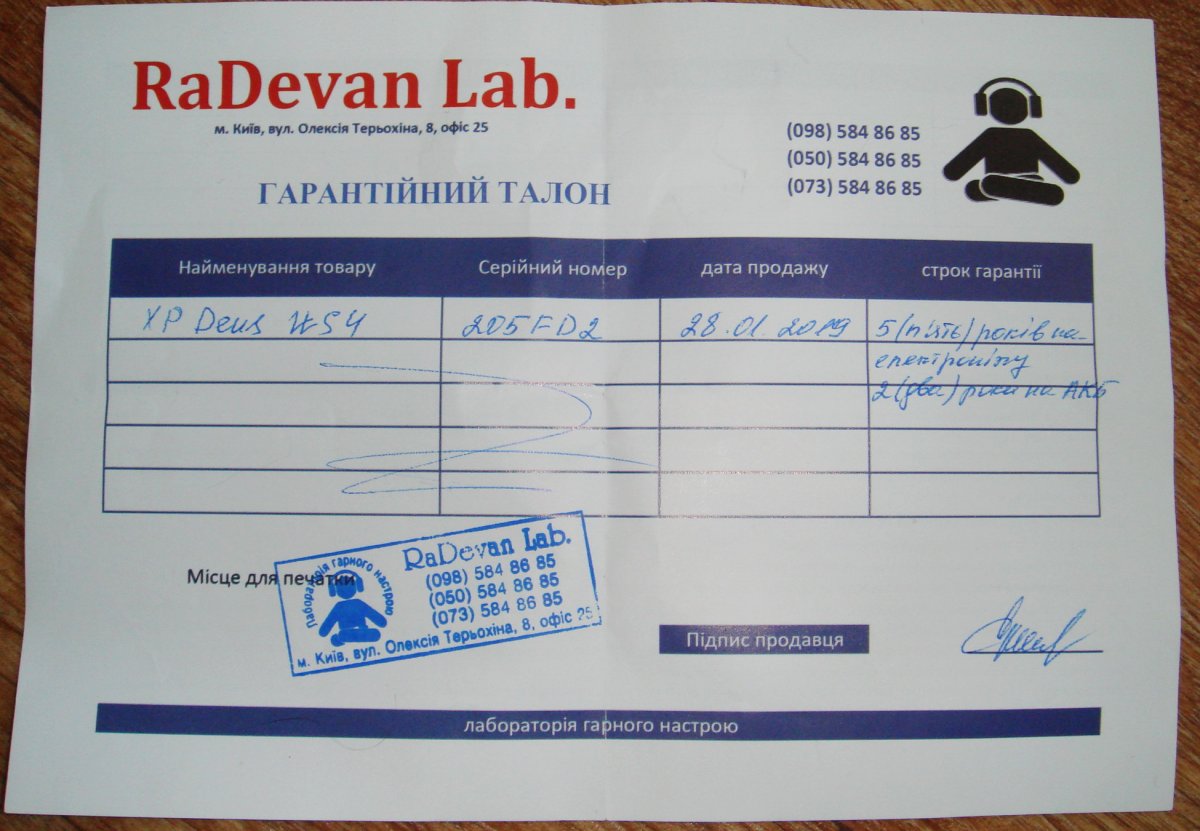 RaDevan Lab.
м. Київ, вул. Олексія Терьохіна, 8, офіс 25
(098) 584 86 85
(050) 584 86 85
(073) 584 86 85
ГАРАНТІЙНИЙ ТАЛОН
Найменування товару Серійний номер дата продажу строк гарантії
XP Deus WS4 205FD2 28.01.2019 5 (п'ять) років на
електроніку
2 (два) роки на АКБ
Місце для печатки
Лабораторія гарного настрою
RaDevan Lab.
(098) 584 86 85
(050) 584 86 85
(073) 584 86 85
м. Київ, вул. Олексія Терьохіна, 8, офіс 25
Підпис продавця
лабораторія гарного настрою